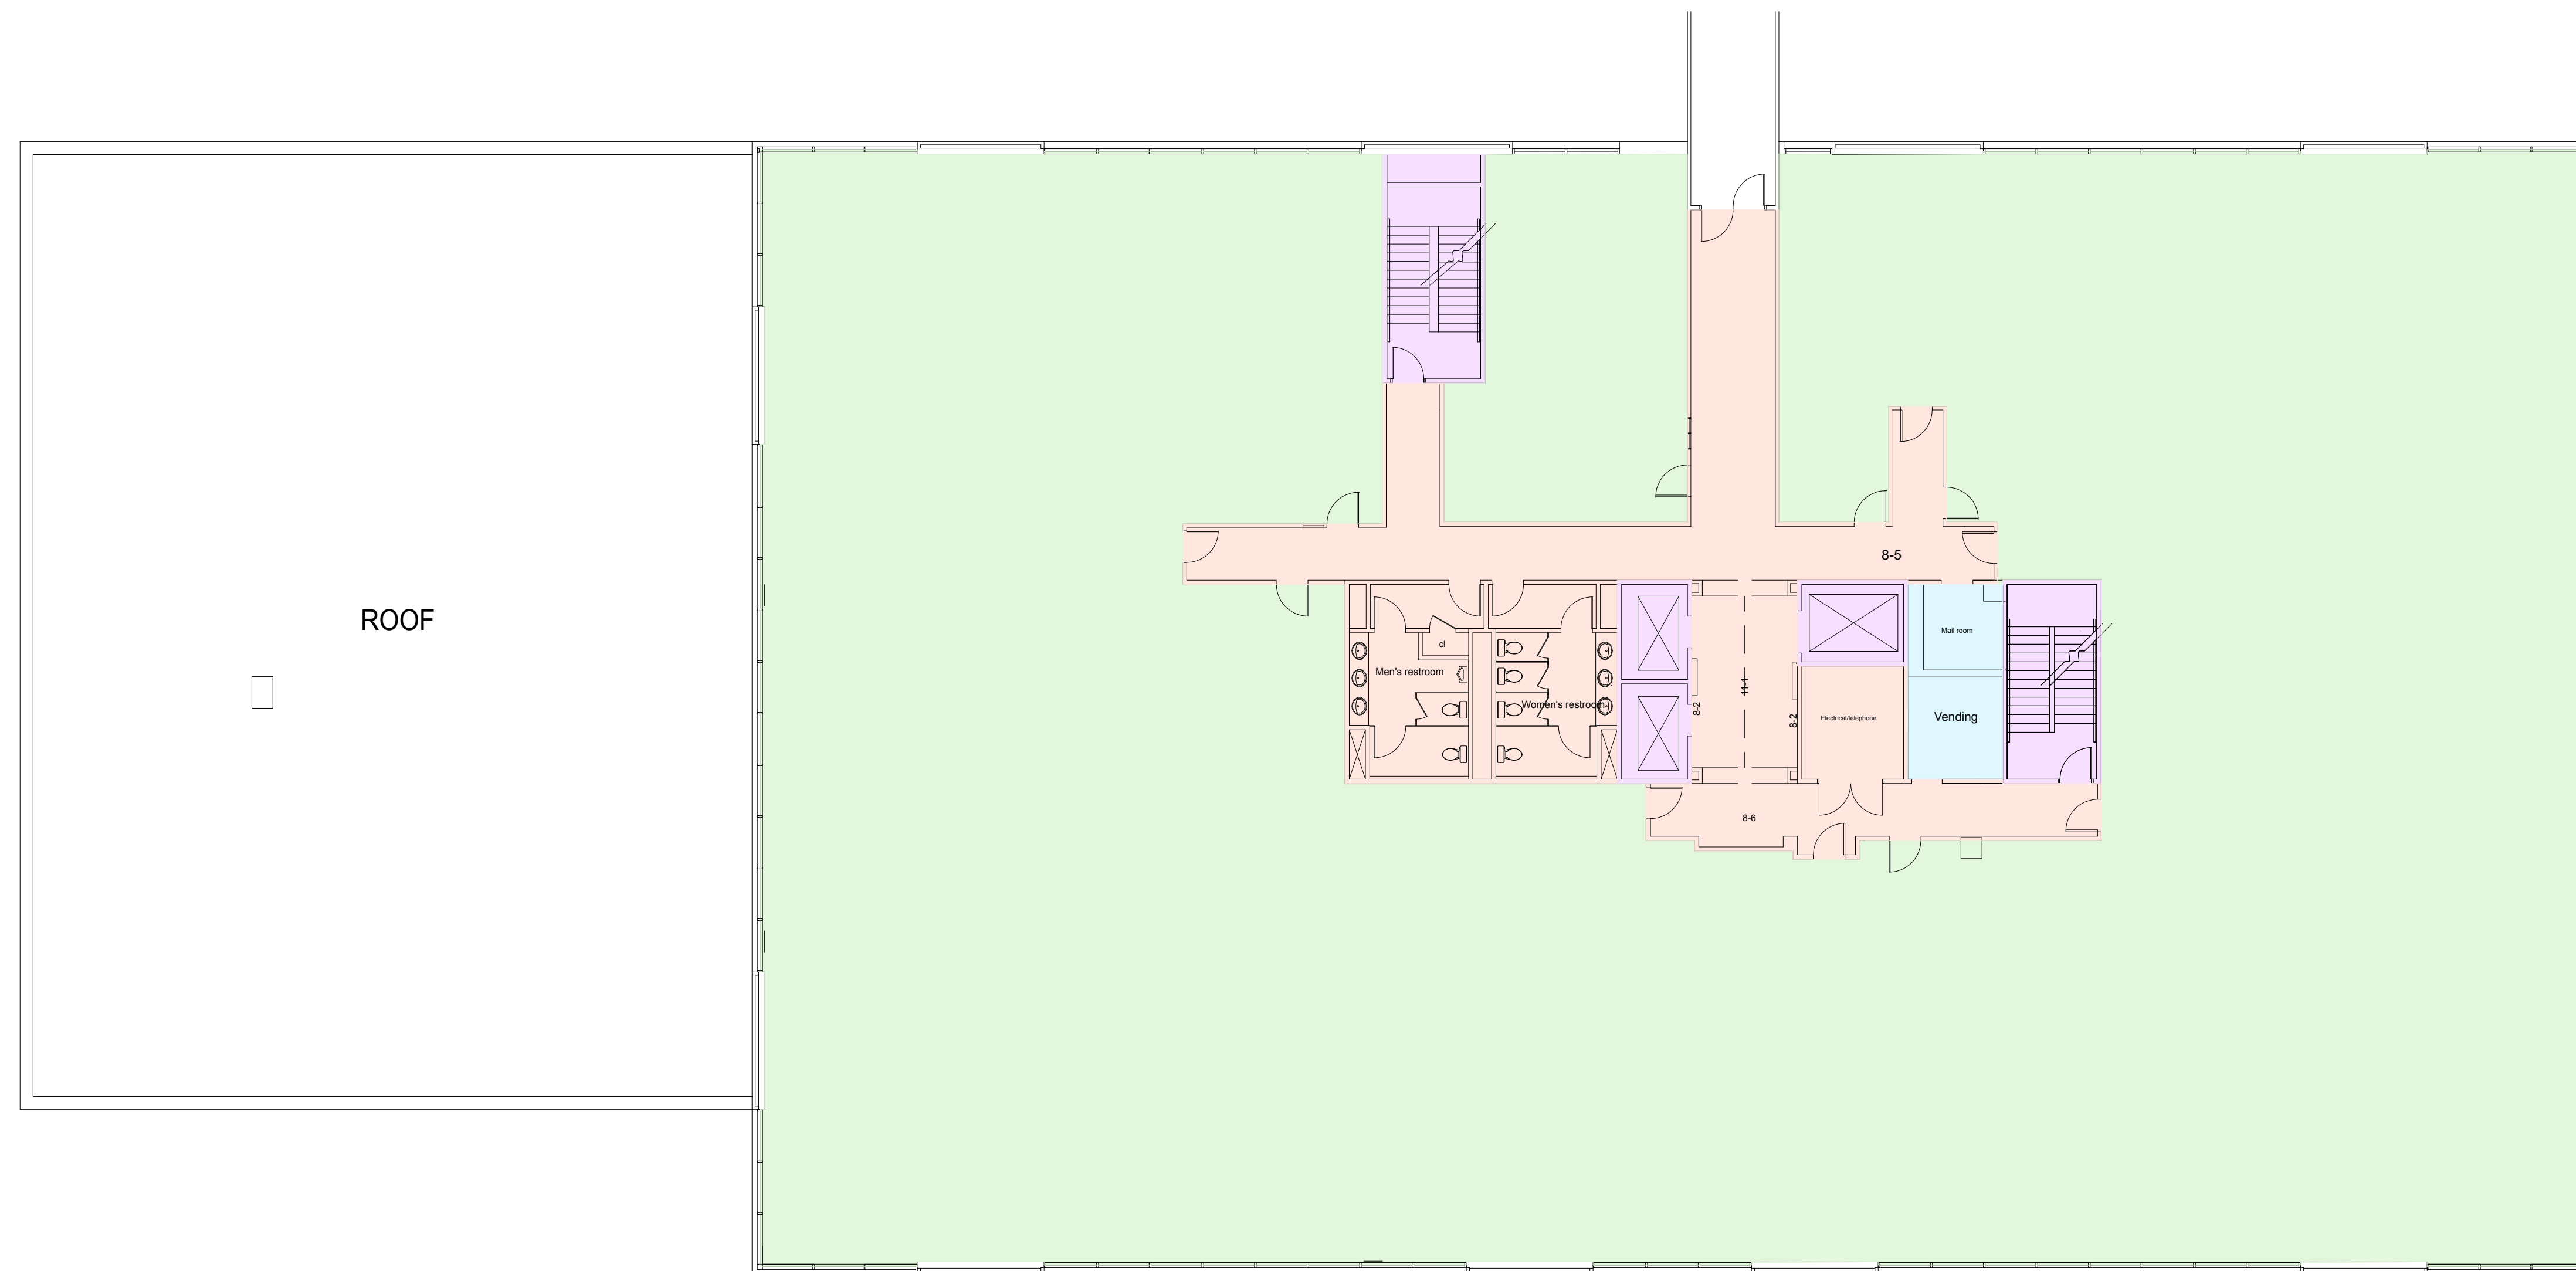 8-5
ROOF
Mail room
cl
Men's restroom
11-1
Women's restroom
8-2
8-2
Electrical/telephone
Vending
8-6